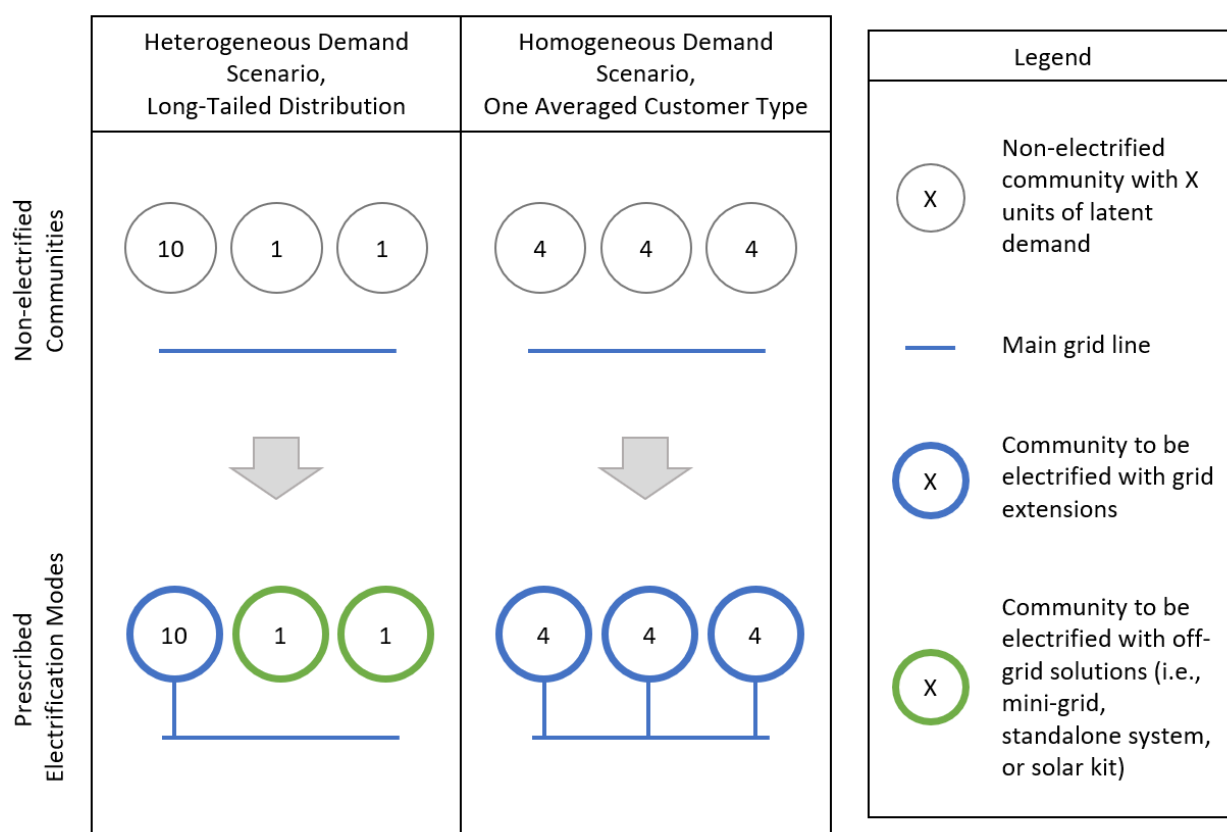 Heterogeneous Demand
Scenario,
Long-Tailed Distribution
Homogeneous Demand
Scenario,
One Averaged Customer Type
Non-electrified
Communities
10
1
1
4
4
4
Prescribed
Electrification Modes
10
1
1
4
4
4
Legend
X
Non-electrified
community with X
units of latent
demand
Main grid line
X
Community to be
electrified with grid
extensions
X
Community to be
electrified with off-
grid solutions (i.e.,
mini-grid,
standalone system,
or solar kit)